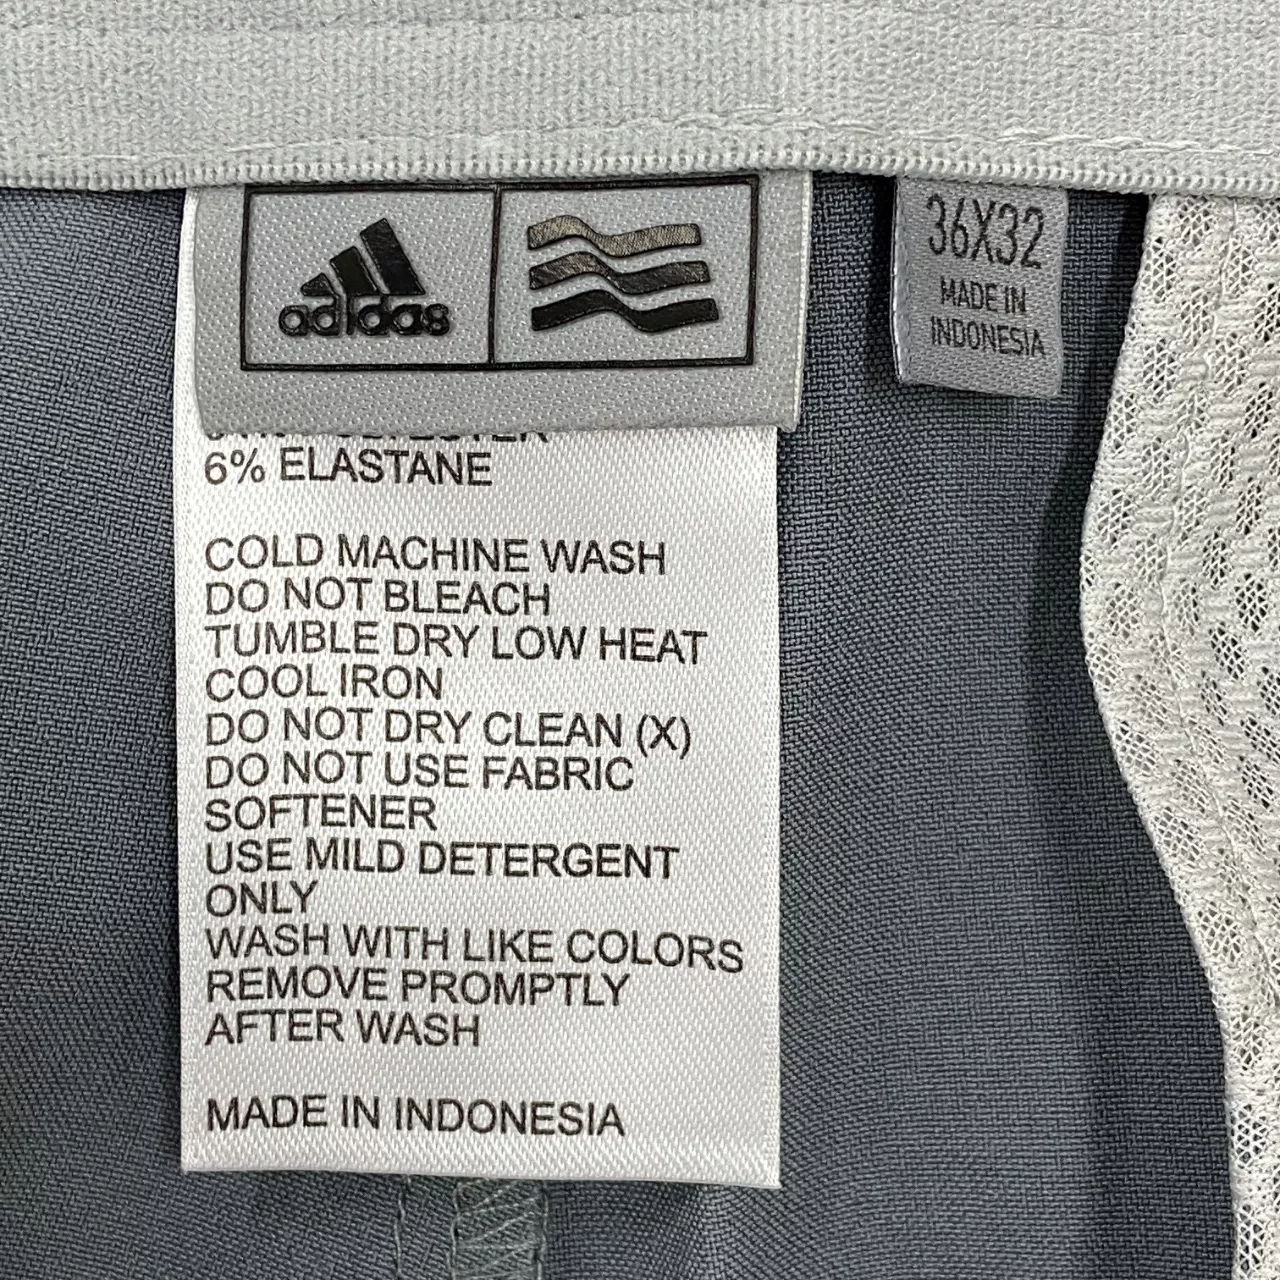 adidas
36X32
MADE IN
INDONESIA
6% ELASTANE
COLD MACHINE WASH
DO NOT BLEACH
TUMBLE DRY LOW HEAT
COOL IRON
DO NOT DRY CLEAN (X)
DO NOT USE FABRIC
SOFTENER
USE MILD DETERGENT
ONLY
WASH WITH LIKE COLORS
REMOVE PROMPTLY
AFTER WASH
MADE IN INDONESIA